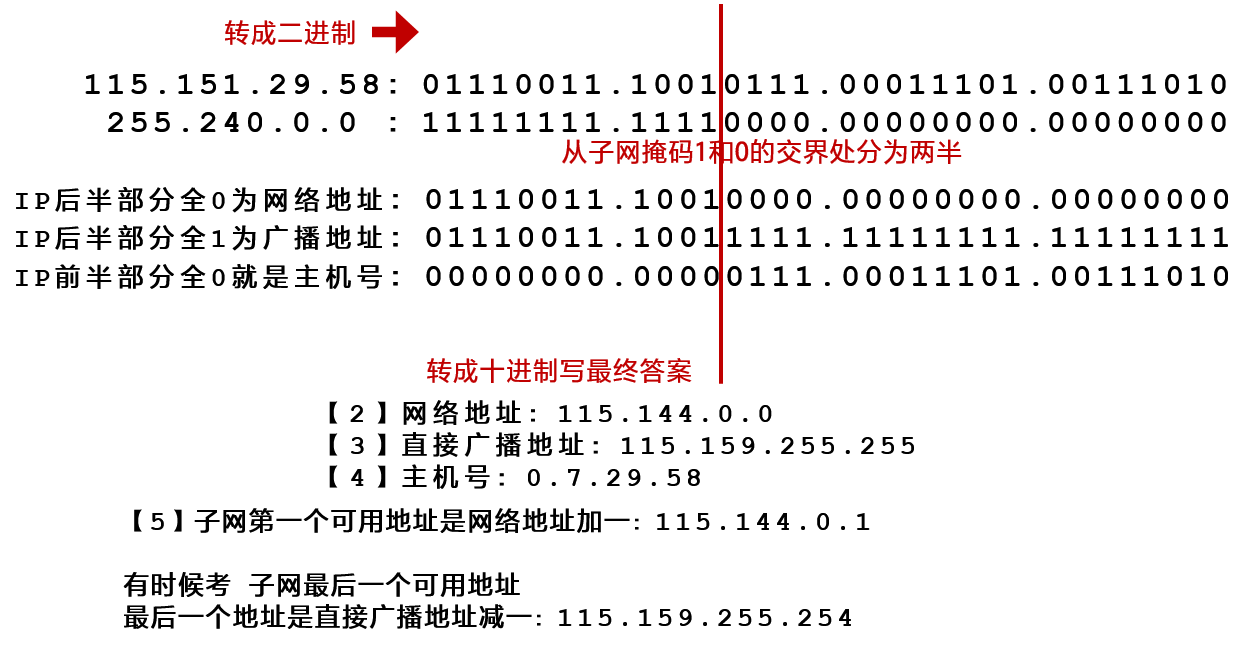 转成二进制
115.151.29.58: 01110011.10010111.00011101.00111010
255.240.0.0 : 11111111.11110000.00000000.00000000
从子网掩码1和0的交界处分为两半
IP后半部分全0为网络地址: 01110011.10010000.00000000.00000000
IP后半部分全1为广播地址: 01110011.10011111.11111111.11111111
IP前半部分全0就是主机号: 00000000.00000111.00011101.00111010
转成十进制写最终答案
【2】网络地址: 115.144.0.0
【3】直接广播地址: 115.159.255.255
【4】主机号: 0.7.29.58
【5】子网第一个可用地址是网络地址加一: 115.144.0.1
有时候考 子网最后一个可用地址
最后一个地址是直接广播地址减一: 115.159.255.254